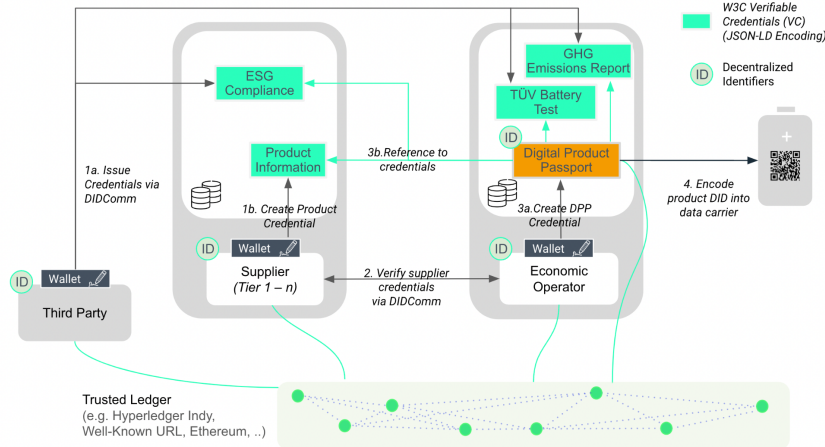 W3C Verifiable
Credentials (VC)
(JSON-LD Encoding)
ID
Decentralized
Identifiers
GHG
Emissions Report
ESG
Compliance
TÜV Battery
Test
ID
Product
Information
3b.Reference to
credentials
Digital Product
Passport
1a. Issue
Credentials via
DIDComm
4. Encode
product DID into
data carrier
1b. Create Product
Credential
3a.Create DPP
Credential
ID
Wallet
ID
Wallet
Supplier
(Tier 1 – n)
2. Verify supplier
credentials
via DIDComm
Economic
Operator
ID
Wallet
Third Party
Trusted Ledger
(e.g. Hyperledger Indy,
Well-Known URL, Ethereum, ..)